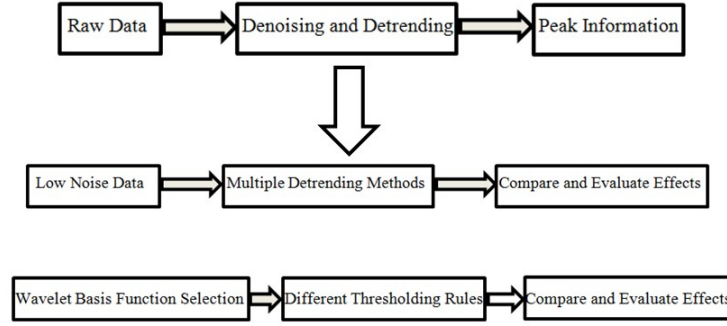 Raw Data
Denoising and Detrending
Peak Information
Low Noise Data
Multiple Detrending Methods
Compare and Evaluate Effects
Wavelet Basis Function Selection
Different Thresholding Rules
Compare and Evaluate Effects